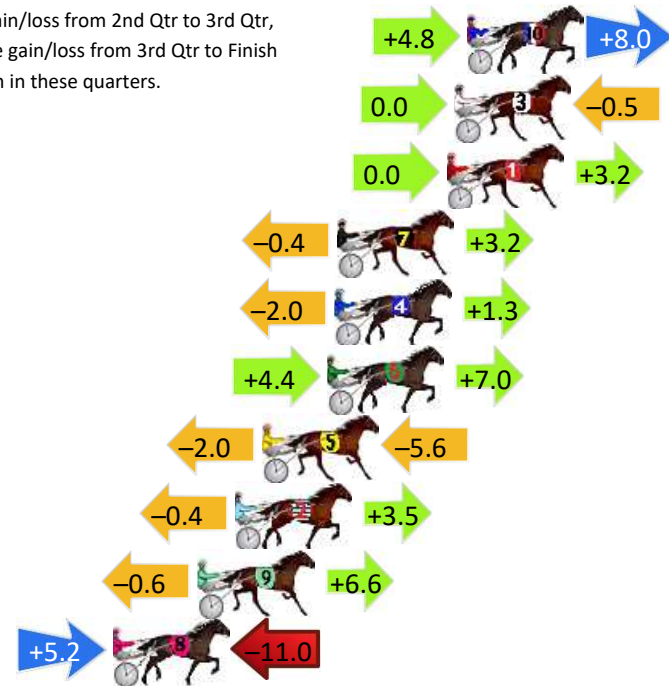 ain/loss from 2nd Qtr to 3rd Qtr,
e gain/loss from 3rd Qtr to Finish
n in these quarters.
+4.8 10 +8.0
0.0 3 –0.5
0.0 1 +3.2
–0.4 7 +3.2
–2.0 4 +1.3
+4.4 6 +7.0
–2.0 5 –5.6
–0.4 2 +3.5
–0.6 9 +6.6
+5.2 8 –11.0